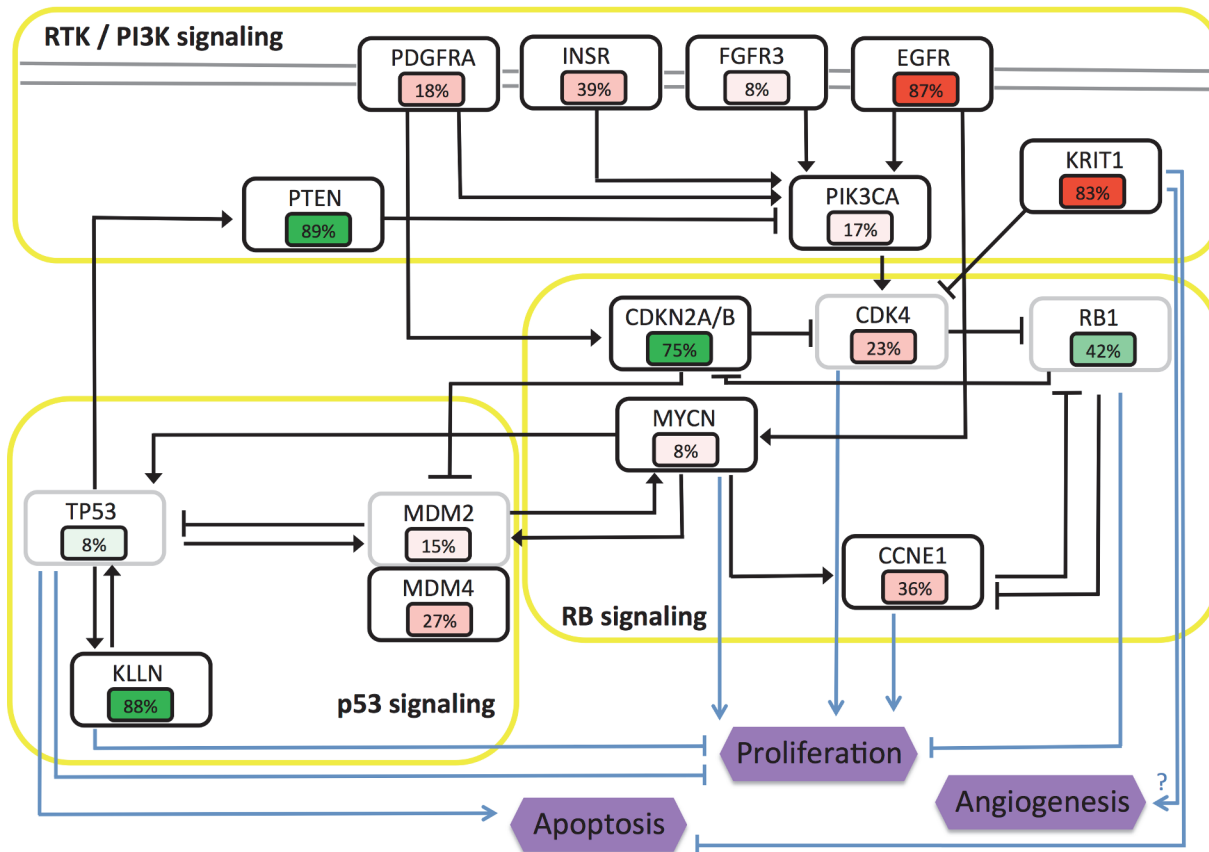 RTK / PI3K signaling
PDGFRA
18%
INSR
39%
FGFR3
8%
EGFR
87%
KRIT1
83%
PTEN
89%
PIK3CA
17%
CDKN2A/B
75%
CDK4
23%
RB1
42%
MYCN
8%
TP53
8%
MDM2
15%
MDM4
27%
CCNE1
36%
RB signaling
KLLN
88%
p53 signaling
Proliferation
?
Angiogenesis
Apoptosis